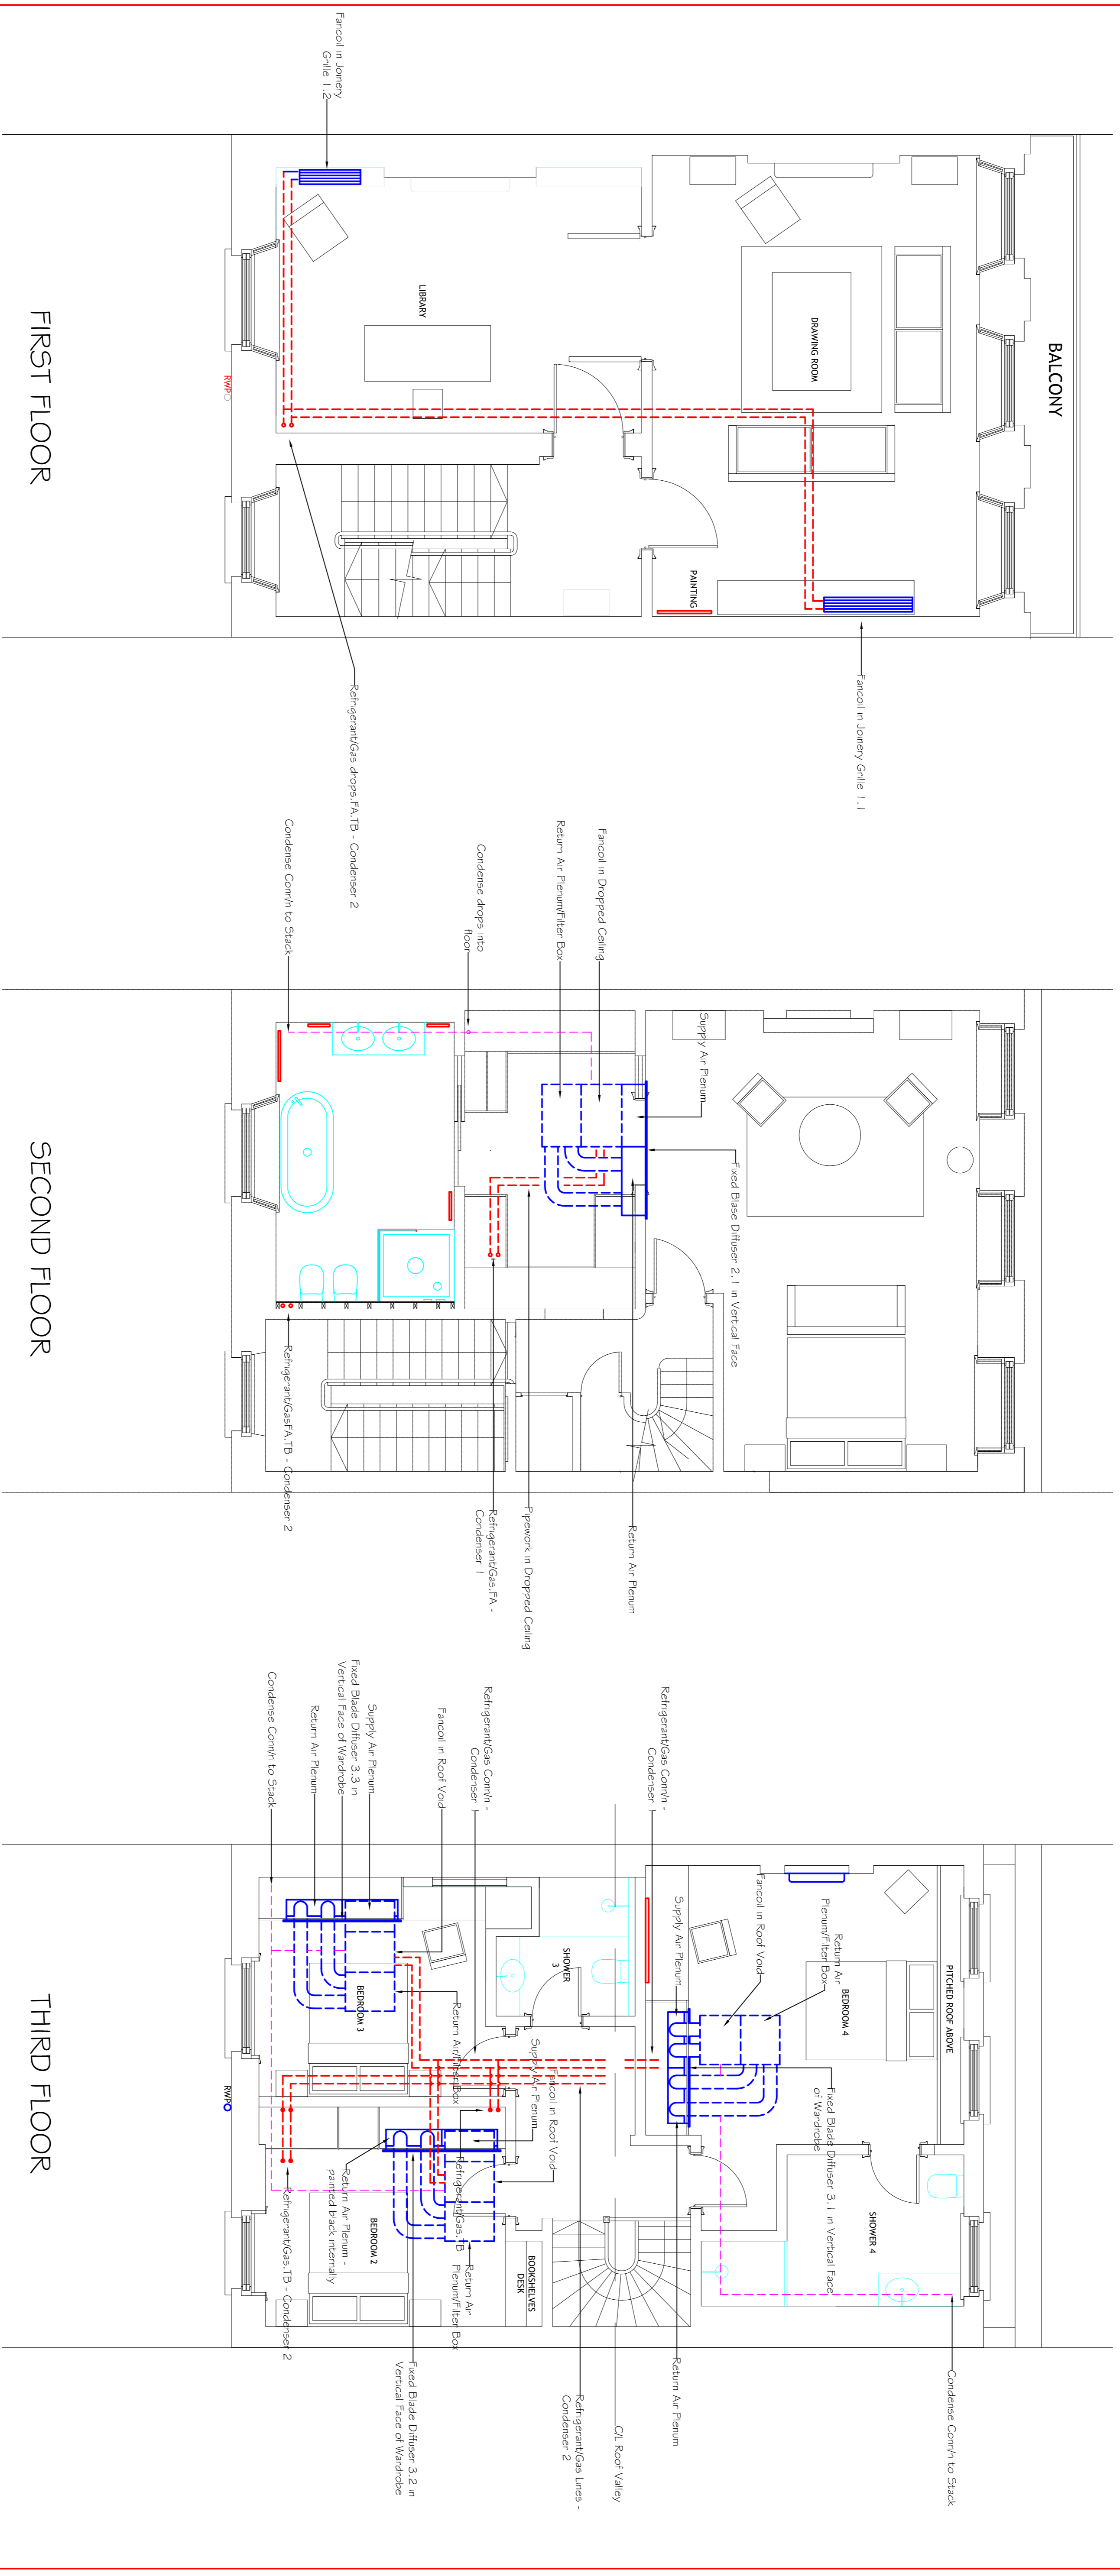 Fancoil in Joinery
Grille 1.2
BALCONY
DRAWING ROOM
LIBRARY
RWP
PAINTING
Fancoil in Joinery Grille 1.1
Refrigerant/Gas drops.FA.TB - Condenser 2
FIRST FLOOR
Fancoil in Dropped Ceiling
Return Air Plenum/Filter Box
Condense drops into
floor
Condense Conn/n to Stack
Supply Air Plenum
Fixed Blase Diffuser 2.1 in Vertical Face
Return Air Plenum
Pipework in Dropped Ceiling
Refrigerant/Gas.FA -
Condenser 1
Refrigerant/GasFA.TB - Condenser 2
SECOND FLOOR
Refrigerant/Gas Conn/n -
Condenser 1
Refrigerant/Gas Conn/n -
Condenser 1
Fancoil in Roof Void
Supply Air Plenum
Fixed Blade Diffuser 3.3 in
Vertical Face of Wardrobe
Return Air Plenum
Condense Conn/n to Stack
PITCHED ROOF ABOVE
Return Air
Plenum/Filter Box
BEDROOM 4
Fancoil in Roof Void
Supply Air Plenum
SHOWER
3
BEDROOM 3
Return Air/Filter Box
Supply Air Plenum
Fancoil in Roof Void
Fixed Blade Diffuser 3.1 in Vertical Face
of Wardrobe
SHOWER 4
RWP
Refrigerant/Gas.TB
Return Air
Plenum/Filter Box
Return Air Plenum -
painted black internally
BEDROOM 2
BOOKSHELVES
DESK
Refrigerant/Gas.TB - Condenser 2
Condense Conn/n to Stack
Return Air Plenum
C/L Roof Valley
Refrigerant/Gas Lines -
Condenser 2
Fixed Blade Diffuser 3.2 in
Vertical Face of Wardrobe
THIRD FLOOR